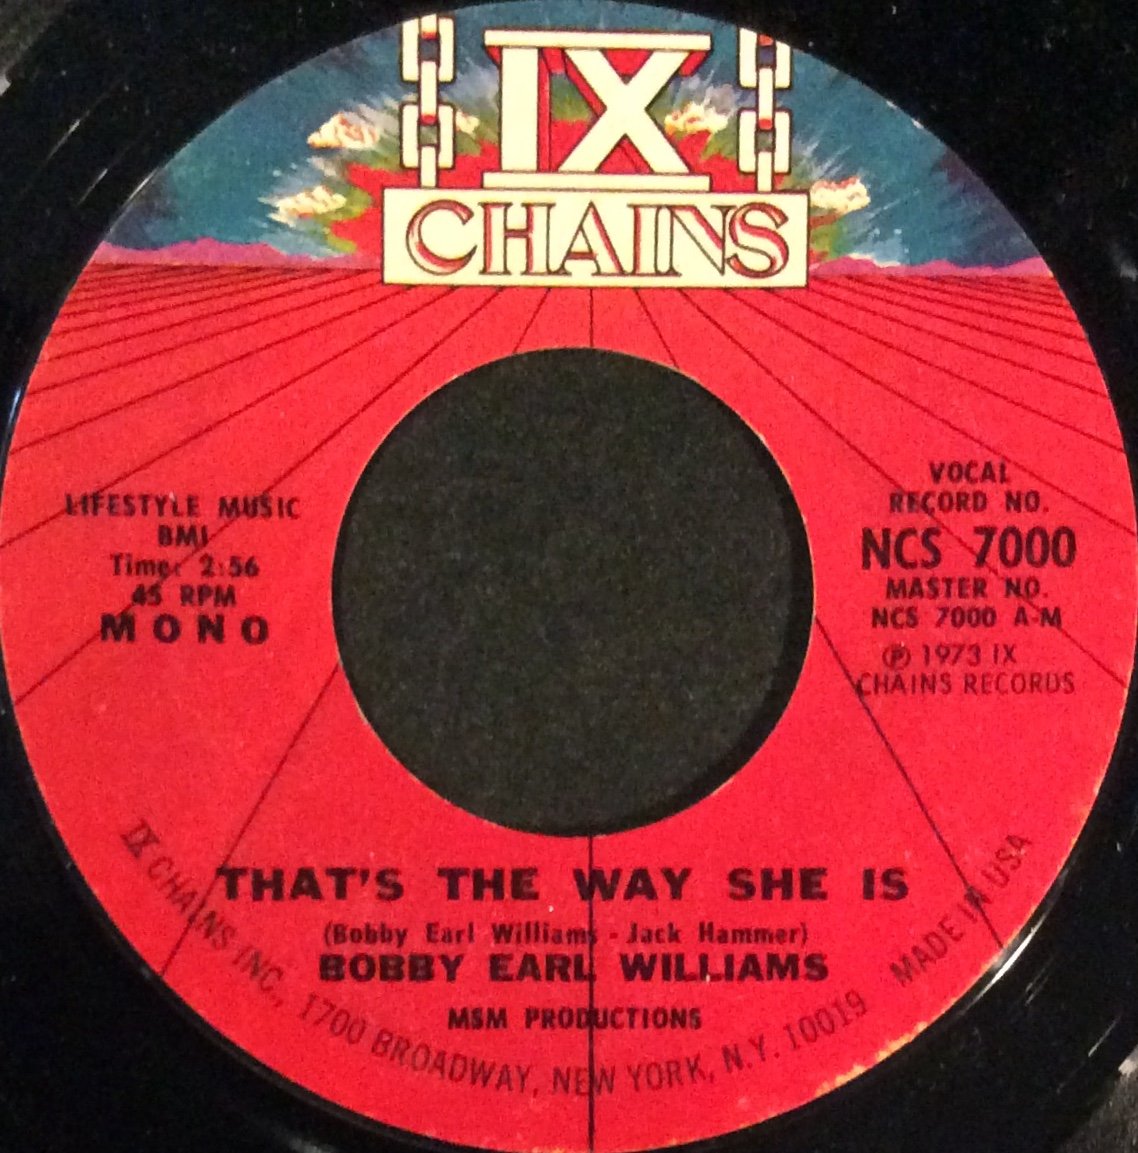 IX
CHAINS
LIFESTYLE MUSIC
BMI
Time: 2:56
45 RPM
MONO
VOCAL
RECORD NO.
NCS 7000
MASTER NO.
NCS 7000 A-M
℗ 1973 IX
CHAINS RECORDS
THAT'S THE WAY SHE IS
(Bobby Earl Williams - Jack Hammer)
BOBBY EARL WILLIAMS
MSM PRODUCTIONS
IX CHAINS INC., 1700 BROADWAY, NEW YORK, N.Y. 10019 MADE IN USA